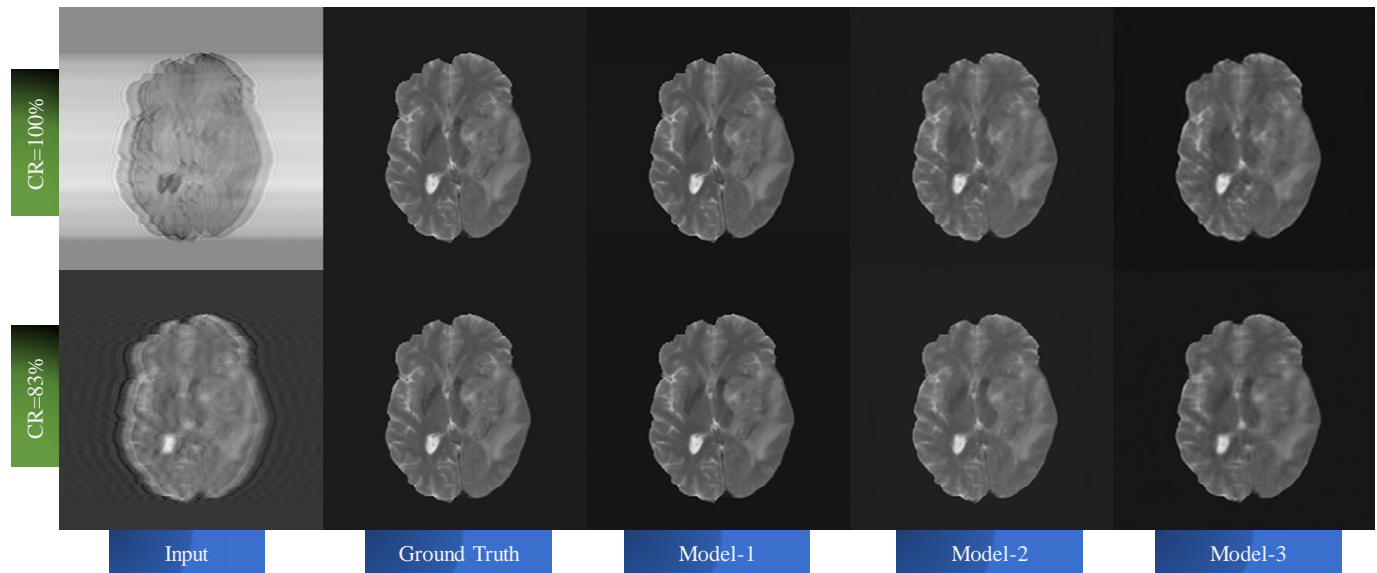 CR=100%
CR=83%
Input
Ground Truth
Model-1
Model-2
Model-3